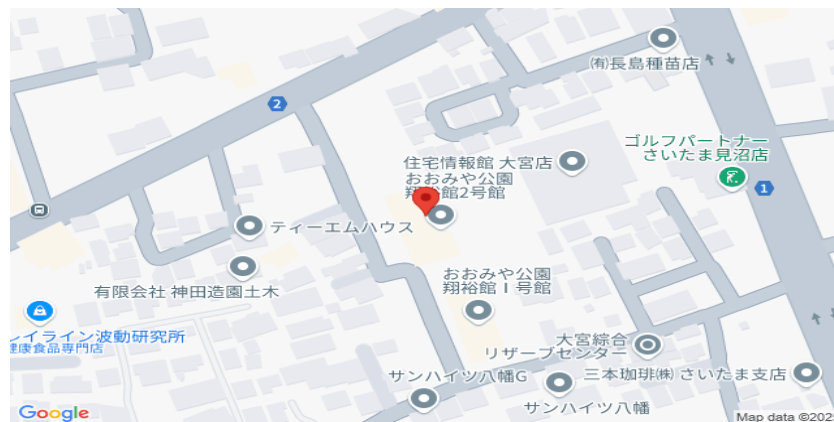 (有)長島種苗店
2
ゴルフパートナー
さいたま見沼店
住宅情報館 大宮店
おおみや公園
翔裕館2号館
1
ティーエムハウス
有限会社 神田造園土木
おおみや公園
翔裕館Ⅰ号館
レイライン波動研究所
健康食品専門店
大宮綜合
リザーブセンター
三本珈琲㈱ さいたま支店
サンハイツ八幡G
サンハイツ八幡
Google
Map data ©202